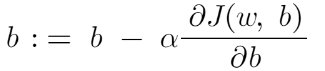 b := b − α ∂J(w, b) / ∂b